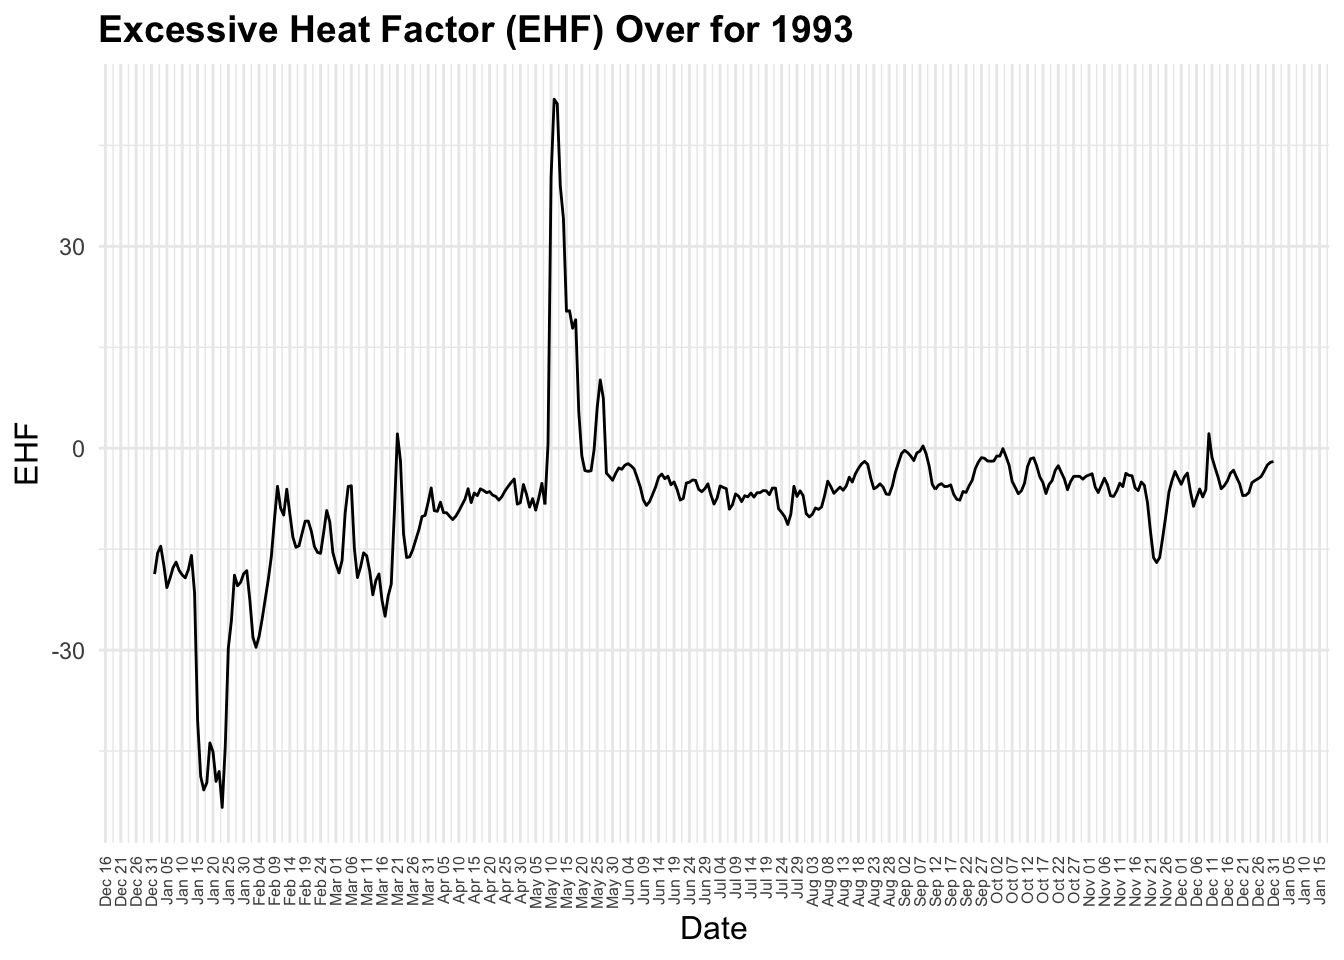 Excessive Heat Factor (EHF) Over for 1993
EHF
30
0
-30
Dec 16
Dec 21
Dec 26
Dec 31
Jan 05
Jan 10
Jan 15
Jan 20
Jan 25
Jan 30
Feb 04
Feb 09
Feb 14
Feb 19
Feb 24
Mar 01
Mar 06
Mar 11
Mar 16
Mar 21
Mar 26
Mar 31
Apr 05
Apr 10
Apr 15
Apr 20
Apr 25
Apr 30
May 05
May 10
May 15
May 20
May 25
May 30
Jun 04
Jun 09
Jun 14
Jun 19
Jun 24
Jun 29
Jul 04
Jul 09
Jul 14
Jul 19
Jul 24
Jul 29
Aug 03
Aug 08
Aug 13
Aug 18
Aug 23
Aug 28
Sep 02
Sep 07
Sep 12
Sep 17
Sep 22
Sep 27
Oct 02
Oct 07
Oct 12
Oct 17
Oct 22
Oct 27
Nov 01
Nov 06
Nov 11
Nov 16
Nov 21
Nov 26
Dec 01
Dec 06
Dec 11
Dec 16
Dec 21
Dec 26
Dec 31
Jan 05
Jan 10
Jan 15
Date